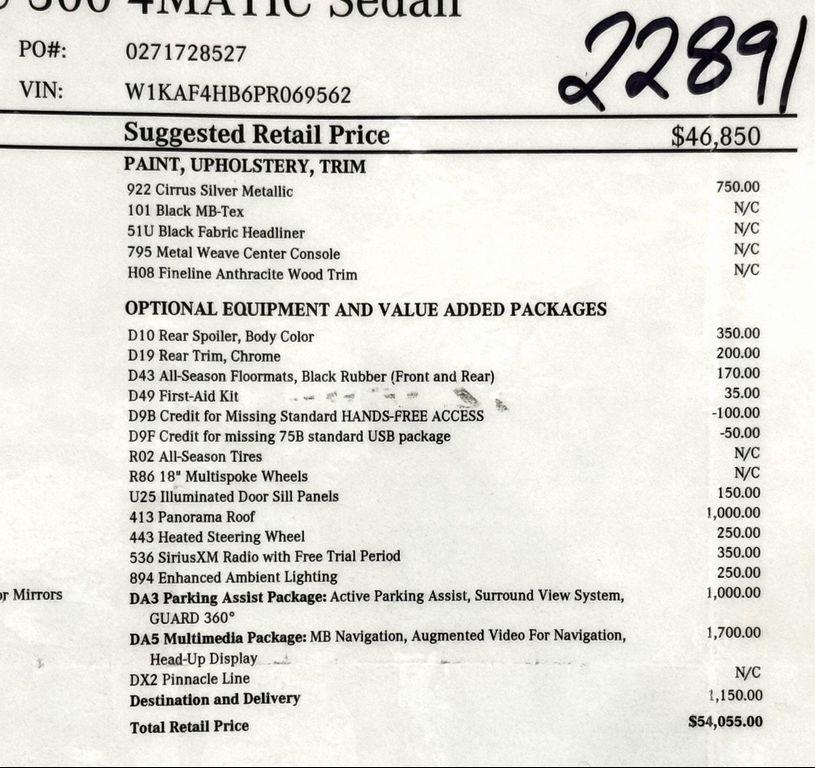 300 4MATIC Sedan
22891
PO#: 0271728527
VIN: W1KAF4HB6PR069562
Suggested Retail Price $46,850
PAINT, UPHOLSTERY, TRIM
922 Cirrus Silver Metallic 750.00
101 Black MB-Tex N/C
51U Black Fabric Headliner N/C
795 Metal Weave Center Console N/C
H08 Fineline Anthracite Wood Trim N/C
OPTIONAL EQUIPMENT AND VALUE ADDED PACKAGES
D10 Rear Spoiler, Body Color 350.00
D19 Rear Trim, Chrome 200.00
D43 All-Season Floormats, Black Rubber (Front and Rear) 170.00
D49 First-Aid Kit 35.00
D9B Credit for Missing Standard HANDS-FREE ACCESS -100.00
D9F Credit for missing 75B standard USB package -50.00
R02 All-Season Tires N/C
R86 18" Multispoke Wheels N/C
U25 Illuminated Door Sill Panels 150.00
413 Panorama Roof 1,000.00
443 Heated Steering Wheel 250.00
536 SiriusXM Radio with Free Trial Period 350.00
894 Enhanced Ambient Lighting 250.00
or Mirrors
DA3 Parking Assist Package: Active Parking Assist, Surround View System, 1,000.00
GUARD 360°
DA5 Multimedia Package: MB Navigation, Augmented Video For Navigation, 1,700.00
Head-Up Display
DX2 Pinnacle Line N/C
Destination and Delivery 1,150.00
Total Retail Price $54,055.00